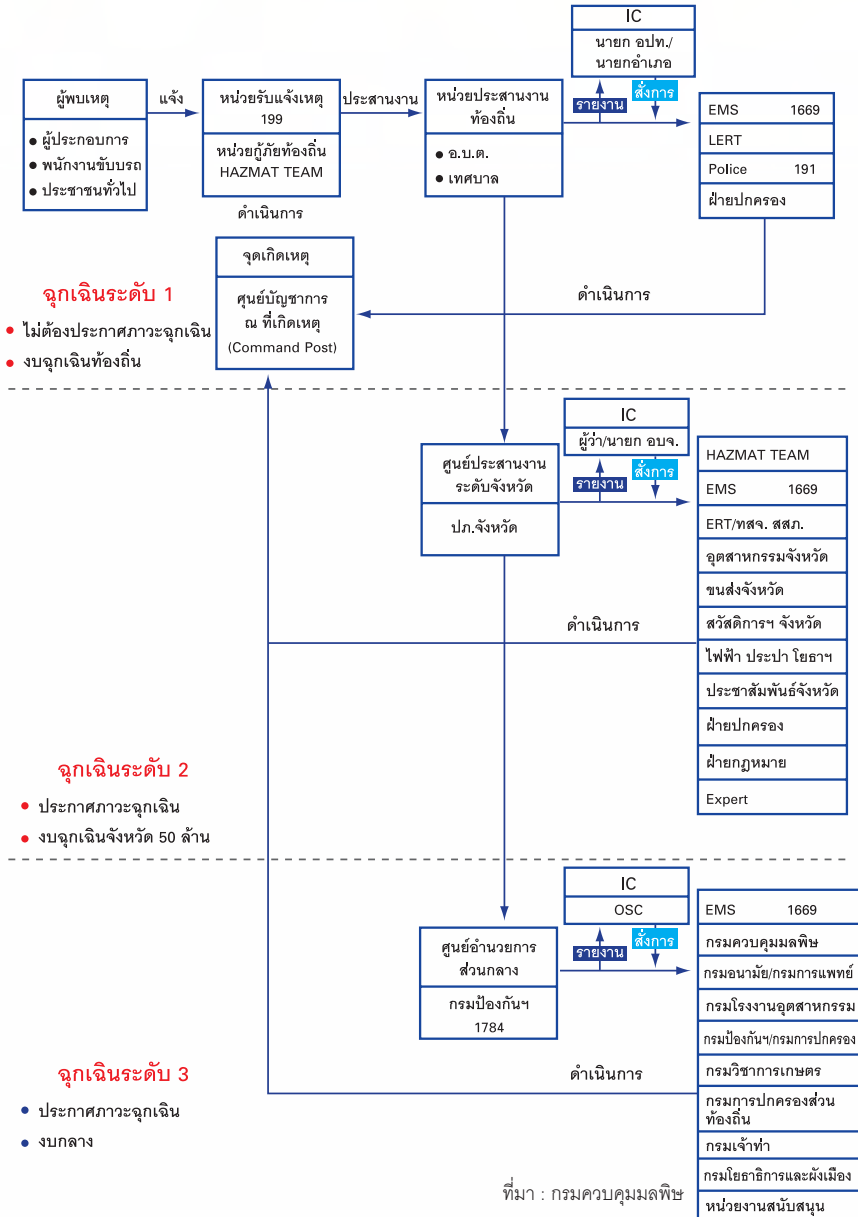 IC
นายก อปท./
นายกอำเภอ
ผู้พบเหตุ
แจ้ง
หน่วยรับแจ้งเหตุ
199
ประสานงาน
หน่วยประสานงาน
ท้องถิ่น
รายงาน
สั่งการ
● ผู้ประกอบการ
● พนักงานขับบรถ
● ประชาชนทั่วไป
หน่วยกู้ภัยท้องถิ่น
HAZMAT TEAM
● อ.บ.ต.
● เทศบาล
EMS 1669
LERT
Police 191
ฝ่ายปกครอง
ดำเนินการ
จุดเกิดเหตุ
ศูนย์บัญชาการ
ณ ที่เกิดเหตุ
(Command Post)
ดำเนินการ
ฉุกเฉินระดับ 1
● ไม่ต้องประกาศภาวะฉุกเฉิน
● งบฉุกเฉินท้องถิ่น
IC
ผู้ว่า/นายก อบจ.
ศูนย์ประสานงาน
ระดับจังหวัด
ปภ.จังหวัด
รายงาน
สั่งการ
HAZMAT TEAM
EMS 1669
ERT/ทสจ. สสภ.
อุตสาหกรรมจังหวัด
ขนส่งจังหวัด
สวัสดิการฯ จังหวัด
ไฟฟ้า ประปา โยธาฯ
ประชาสัมพันธ์จังหวัด
ฝ่ายปกครอง
ฝ่ายกฎหมาย
Expert
ดำเนินการ
ฉุกเฉินระดับ 2
● ประกาศภาวะฉุกเฉิน
● งบฉุกเฉินจังหวัด 50 ล้าน
IC
OSC
ศูนย์อำนวยการ
ส่วนกลาง
กรมป้องกันฯ
1784
รายงาน
สั่งการ
EMS 1669
กรมควบคุมมลพิษ
กรมอนามัย/กรมการแพทย์
กรมโรงงานอุตสาหกรรม
กรมป้องกันฯ/กรมการปกครอง
กรมวิชาการเกษตร
กรมการปกครองส่วน
ท้องถิ่น
กรมเจ้าท่า
กรมโยธาธิการและผังเมือง
หน่วยงานสนับสนุน
ดำเนินการ
ฉุกเฉินระดับ 3
● ประกาศภาวะฉุกเฉิน
● งบกลาง
ที่มา : กรมควบคุมมลพิษ